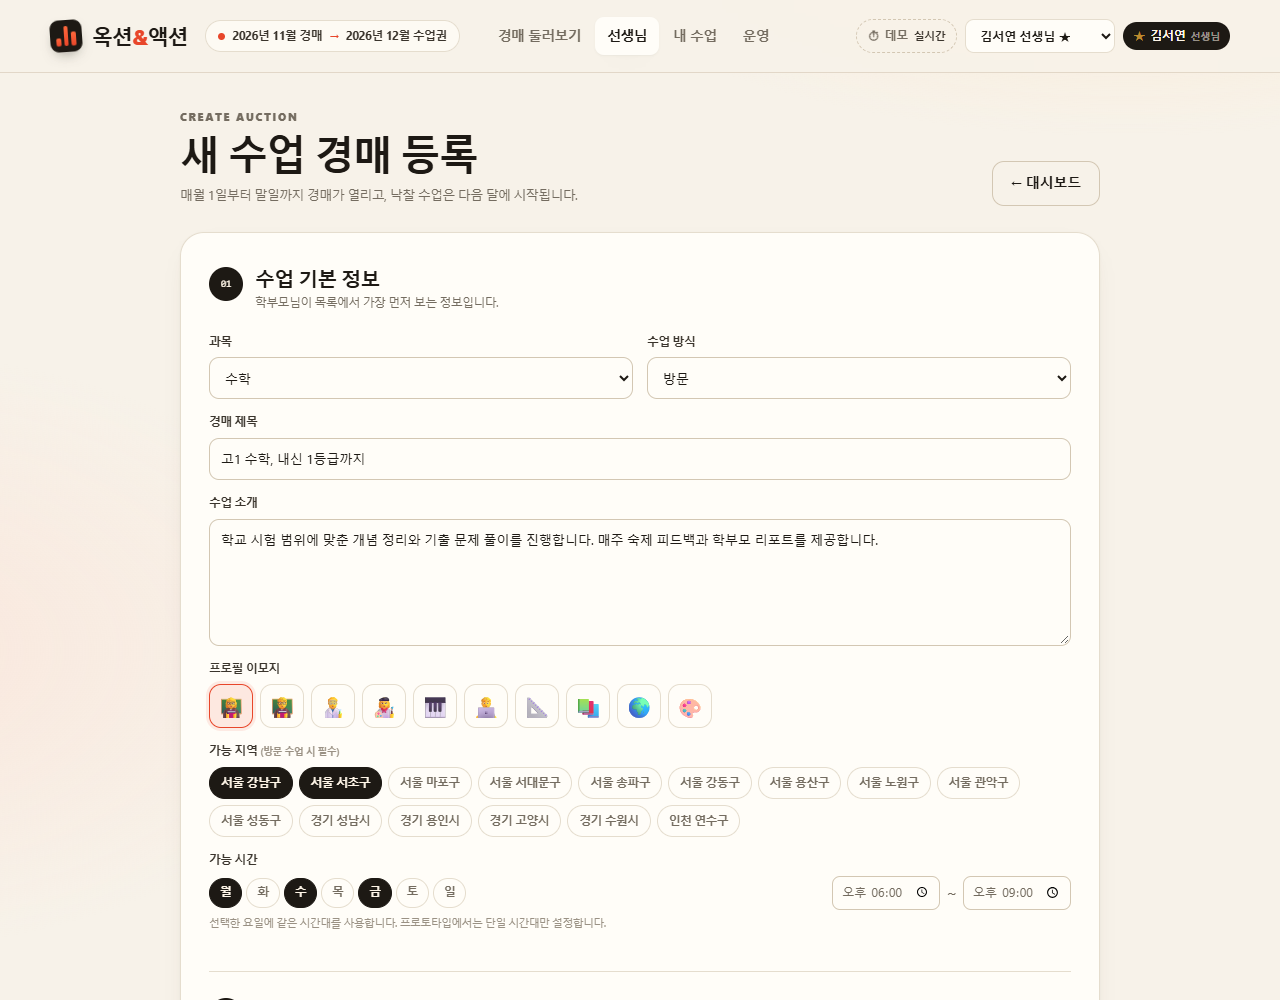 옥션&액션
2026년 11월 경매 → 2026년 12월 수업권
경매 둘러보기
선생님
내 수업
운영
⏱ 데모 실시간
김서연 선생님 ★
★ 김서연 선생님
CREATE AUCTION
새 수업 경매 등록
매월 1일부터 말일까지 경매가 열리고, 낙찰 수업은 다음 달에 시작됩니다.
← 대시보드
01
수업 기본 정보
학부모님이 목록에서 가장 먼저 보는 정보입니다.
과목
수업 방식
수학
방문
경매 제목
고1 수학, 내신 1등급까지
수업 소개
학교 시험 범위에 맞춘 개념 정리와 기출 문제 풀이를 진행합니다. 매주 숙제 피드백과 학부모 리포트를 제공합니다.
프로필 이모지
가능 지역 (방문 수업 시 필수)
서울 강남구 서울 서초구 서울 마포구 서울 서대문구 서울 송파구 서울 강동구 서울 용산구 서울 노원구 서울 관악구
서울 성동구 경기 성남시 경기 용인시 경기 고양시 경기 수원시 인천 연수구
가능 시간
월 화 수 목 금 토 일
오후 06:00 ~ 오후 09:00
선택한 요일에 같은 시간대를 사용합니다. 프로토타입에서는 단일 시간대만 설정합니다.